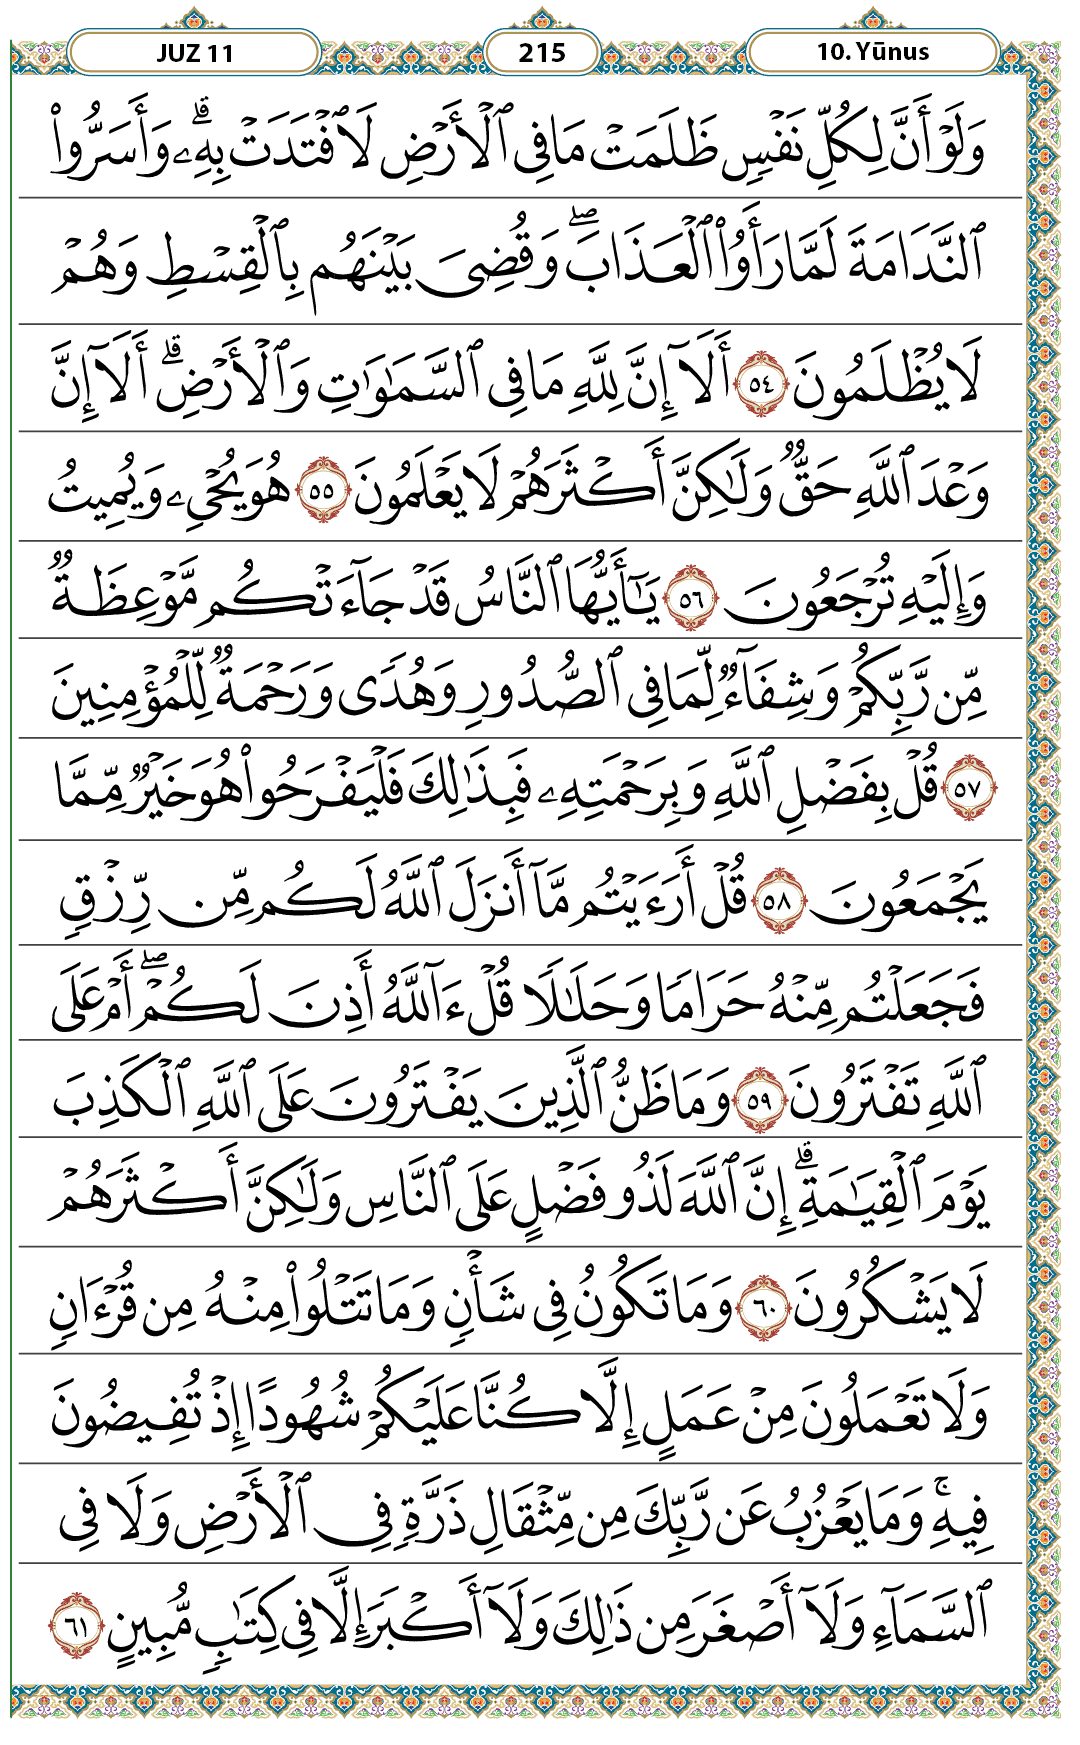 JUZ 11 215 10. Yūnus
وَلَوۡ أَنَّ لِكُلِّ نَفۡسٖ ظَلَمَتۡ مَا فِي ٱلۡأَرۡضِ لَٱفۡتَدَتۡ بِهِۦۗ وَأَسَرُّواْ
ٱلنَّدَامَةَ لَمَّا رَأَوُاْ ٱلۡعَذَابَۖ وَقُضِيَ بَيۡنَهُم بِٱلۡقِسۡطِ وَهُمۡ
لَا يُظۡلَمُونَ ٥٤ أَلَآ إِنَّ لِلَّهِ مَا فِي ٱلسَّمَٰوَٰتِ وَٱلۡأَرۡضِۗ أَلَآ إِنَّ
وَعۡدَ ٱللَّهِ حَقّٞ وَلَٰكِنَّ أَكۡثَرَهُمۡ لَا يَعۡلَمُونَ ٥٥ هُوَ يُحۡيِۦ وَيُمِيتُ
وَإِلَيۡهِ تُرۡجَعُونَ ٥٦ يَٰٓأَيُّهَا ٱلنَّاسُ قَدۡ جَآءَتۡكُم مَّوۡعِظَةٞ
مِّن رَّبِّكُمۡ وَشِفَآءٞ لِّمَا فِي ٱلصُّدُورِ وَهُدٗى وَرَحۡمَةٞ لِّلۡمُؤۡمِنِينَ
٥٧ قُلۡ بِفَضۡلِ ٱللَّهِ وَبِرَحۡمَتِهِۦ فَبِذَٰلِكَ فَلۡيَفۡرَحُواْ هُوَ خَيۡرٞ مِّمَّا
يَجۡمَعُونَ ٥٨ قُلۡ أَرَءَيۡتُم مَّآ أَنزَلَ ٱللَّهُ لَكُم مِّن رِّزۡقٖ
فَجَعَلۡتُم مِّنۡهُ حَرَامٗا وَحَلَٰلٗا قُلۡ ءَآللَّهُ أَذِنَ لَكُمۡۖ أَمۡ عَلَى
ٱللَّهِ تَفۡتَرُونَ ٥٩ وَمَا ظَنُّ ٱلَّذِينَ يَفۡتَرُونَ عَلَى ٱللَّهِ ٱلۡكَذِبَ
يَوۡمَ ٱلۡقِيَٰمَةِۗ إِنَّ ٱللَّهَ لَذُو فَضۡلٍ عَلَى ٱلنَّاسِ وَلَٰكِنَّ أَكۡثَرَهُمۡ
لَا يَشۡكُرُونَ ٦٠ وَمَا تَكُونُ فِي شَأۡنٖ وَمَا تَتۡلُواْ مِنۡهُ مِن قُرۡءَانٖ
وَلَا تَعۡمَلُونَ مِنۡ عَمَلٍ إِلَّا كُنَّا عَلَيۡكُمۡ شُهُودًا إِذۡ تُفِيضُونَ
فِيهِۚ وَمَا يَعۡزُبُ عَن رَّبِّكَ مِن مِّثۡقَالِ ذَرَّةٖ فِي ٱلۡأَرۡضِ وَلَا فِي
ٱلسَّمَآءِ وَلَآ أَصۡغَرَ مِن ذَٰلِكَ وَلَآ أَكۡبَرَ إِلَّا فِي كِتَٰبٖ مُّبِينٍ ٦١